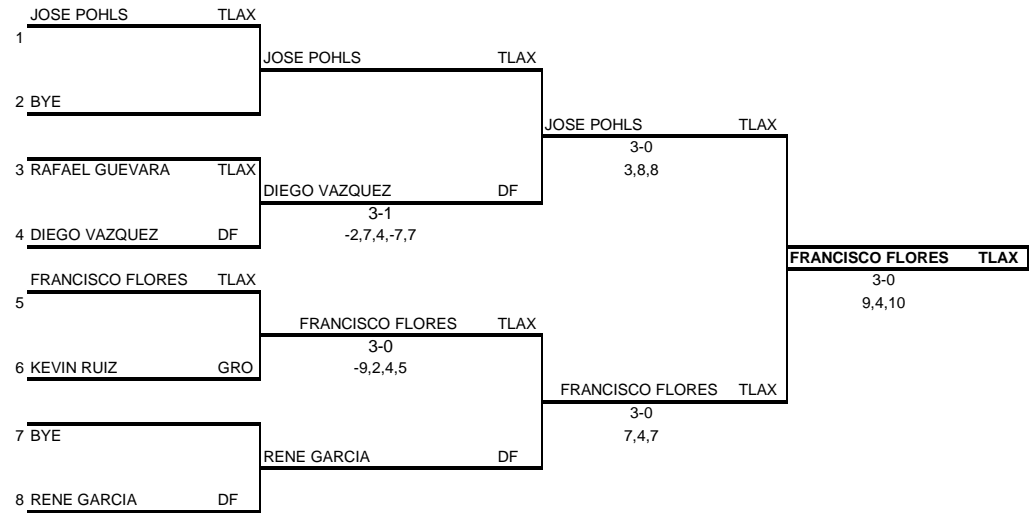 JOSE POHLS TLAX
1
JOSE POHLS TLAX
2 BYE
JOSE POHLS TLAX
3-0
3 RAFAEL GUEVARA TLAX
3,8,8
DIEGO VAZQUEZ DF
3-1
4 DIEGO VAZQUEZ DF
-2,7,4,-7,7
FRANCISCO FLORES TLAX
FRANCISCO FLORES TLAX
3-0
5
9,4,10
FRANCISCO FLORES TLAX
3-0
6 KEVIN RUIZ GRO
-9,2,4,5
FRANCISCO FLORES TLAX
3-0
7 BYE
7,4,7
RENE GARCIA DF
8 RENE GARCIA DF